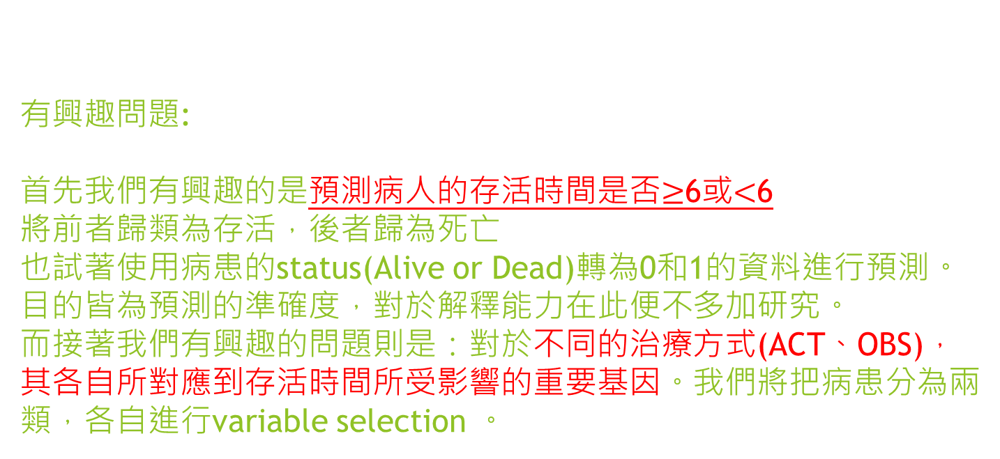 有興趣問題:
首先我們有興趣的是預測病人的存活時間是否≥6或<6
將前者歸類為存活，後者歸為死亡
也試著使用病患的status(Alive or Dead)轉為0和1的資料進行預測。
目的皆為預測的準確度，對於解釋能力在此便不多加研究。
而接著我們有興趣的問題則是：對於不同的治療方式(ACT、OBS)，
其各自所對應到存活時間所受影響的重要基因。我們將把病患分為兩
類，各自進行variable selection 。